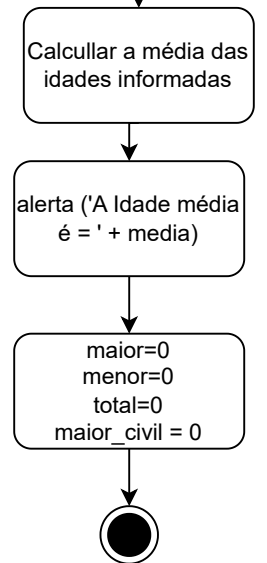 Calcullar a média das
idades informadas
alerta ('A Idade média
é = ' + media)
maior=0
menor=0
total=0
maior_civil = 0